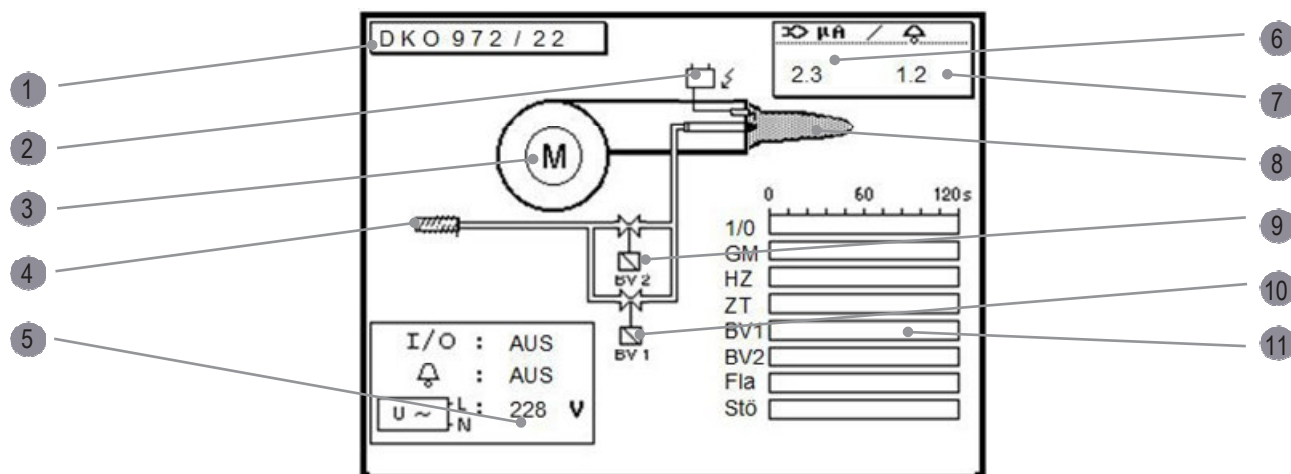 DKO 972 / 22
µA / 
2.3 1.2
M
BV 2
BV 1
I/O : AUS
: AUS
U ~ L : 228 V
N
0 60 120s
1/0
GM
HZ
ZT
BV1
BV2
Fla
Stö
1
2
3
4
5
6
7
8
9
10
11